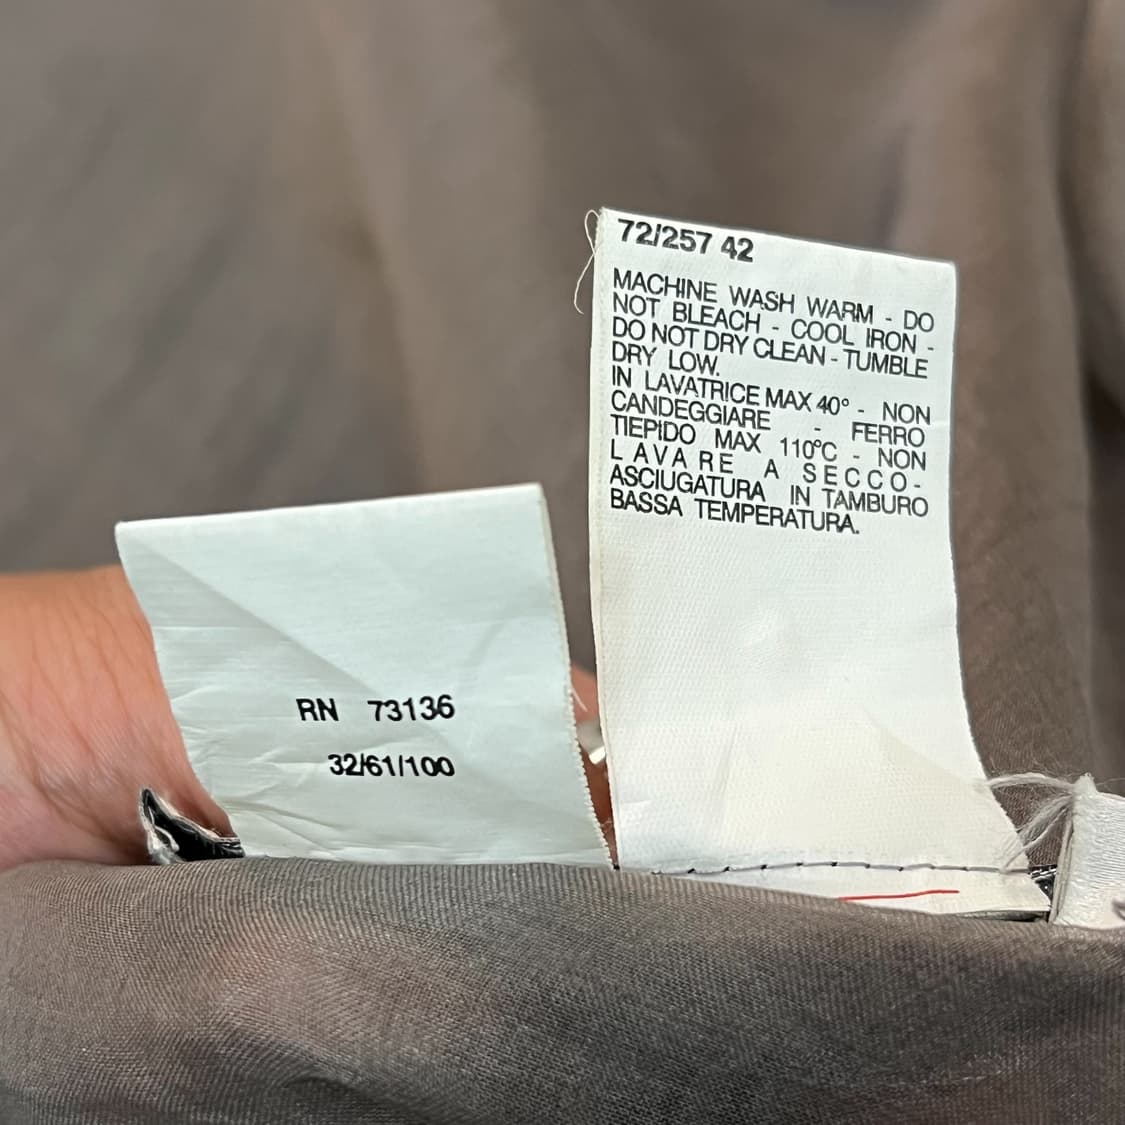 72/257 42
MACHINE WASH WARM - DO
NOT BLEACH - COOL IRON -
DO NOT DRY CLEAN - TUMBLE
DRY LOW.
IN LAVATRICE MAX 40° - NON
CANDEGGIARE - FERRO
TIEPIDO MAX 110°C - NON
LAVARE A SECCO-
ASCIUGATURA IN TAMBURO
BASSA TEMPERATURA.
RN 73136
32/61/100